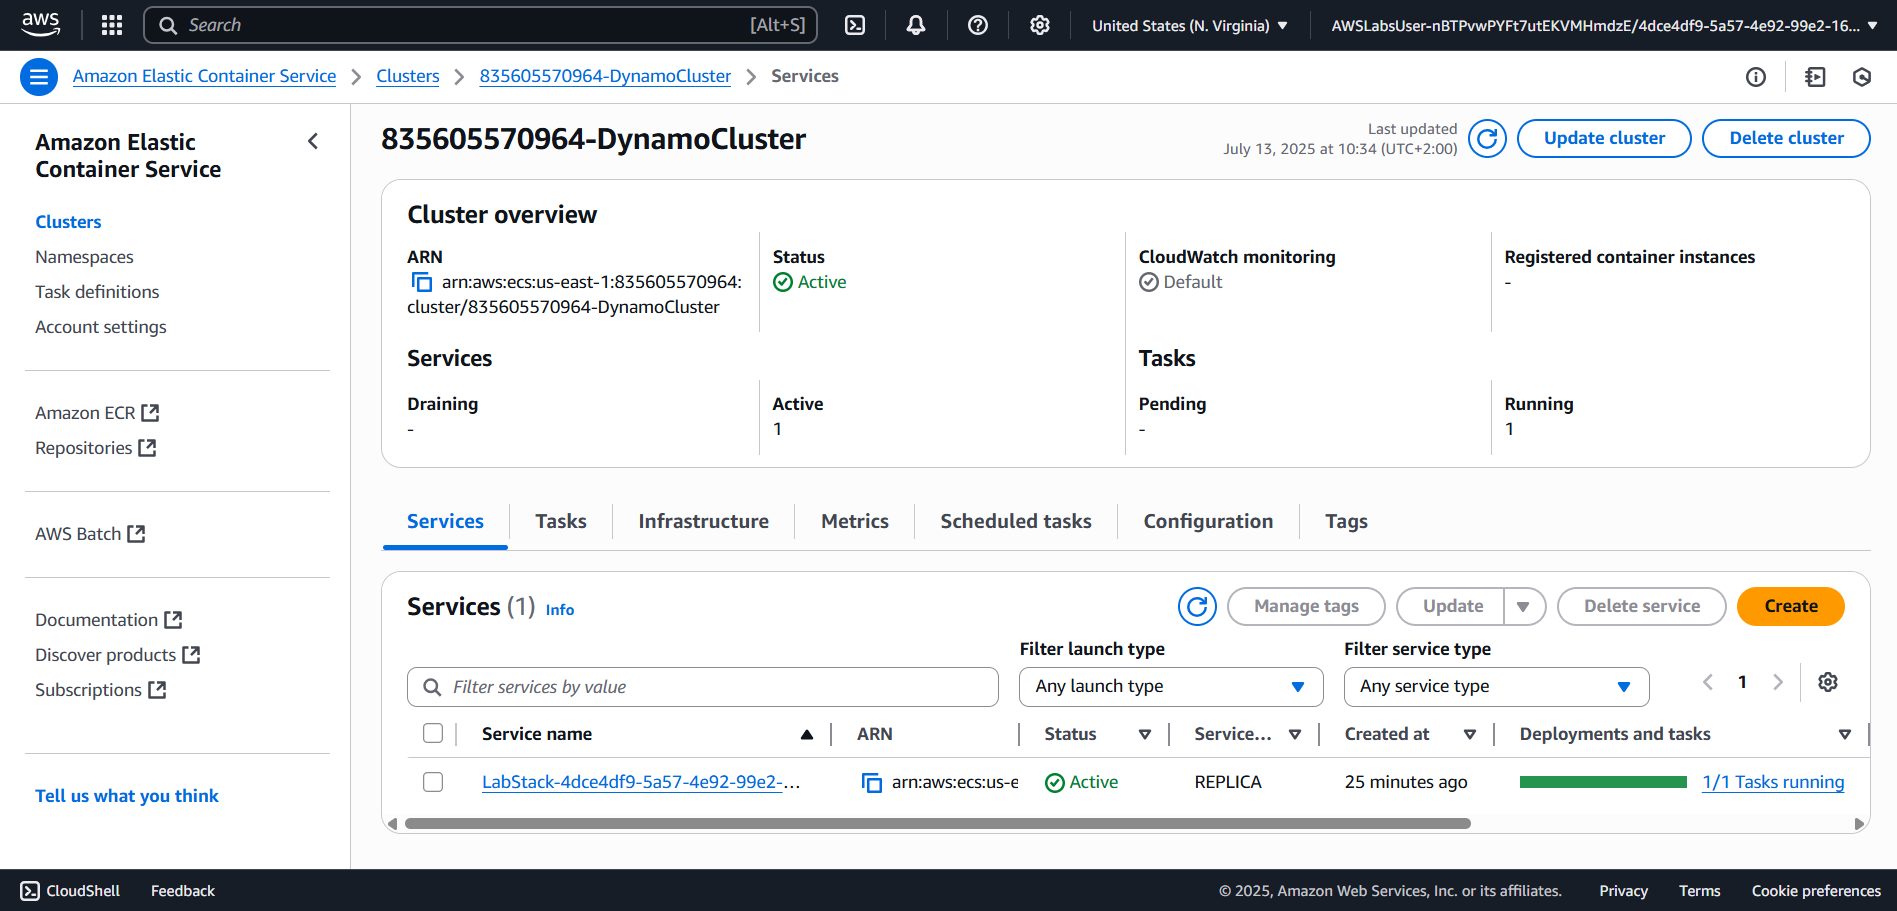 aws
Search
[Alt+S]
United States (N. Virginia)
AWSLabsUser-nBTPvwPYFt7utEKVMHmdzE/4dce4df9-5a57-4e92-99e2-16...
Amazon Elastic Container Service
Clusters
835605570964-DynamoCluster
Services
Amazon Elastic
Container Service
Clusters
Namespaces
Task definitions
Account settings
Amazon ECR
Repositories
AWS Batch
Documentation
Discover products
Subscriptions
Tell us what you think
835605570964-DynamoCluster
Last updated
July 13, 2025 at 10:34 (UTC+2:00)
Update cluster
Delete cluster
Cluster overview
ARN
arn:aws:ecs:us-east-1:835605570964:
cluster/835605570964-DynamoCluster
Status
Active
CloudWatch monitoring
Default
Registered container instances
-
Services
Tasks
Draining
-
Active
1
Pending
-
Running
1
Services
Tasks
Infrastructure
Metrics
Scheduled tasks
Configuration
Tags
Services (1) Info
Manage tags
Update
Delete service
Create
Filter services by value
Filter launch type
Any launch type
Filter service type
Any service type
1
Service name
ARN
Status
Service...
Created at
Deployments and tasks
LabStack-4dce4df9-5a57-4e92-99e2-...
arn:aws:ecs:us-e
Active
REPLICA
25 minutes ago
1/1 Tasks running
CloudShell
Feedback
© 2025, Amazon Web Services, Inc. or its affiliates.
Privacy
Terms
Cookie preferences